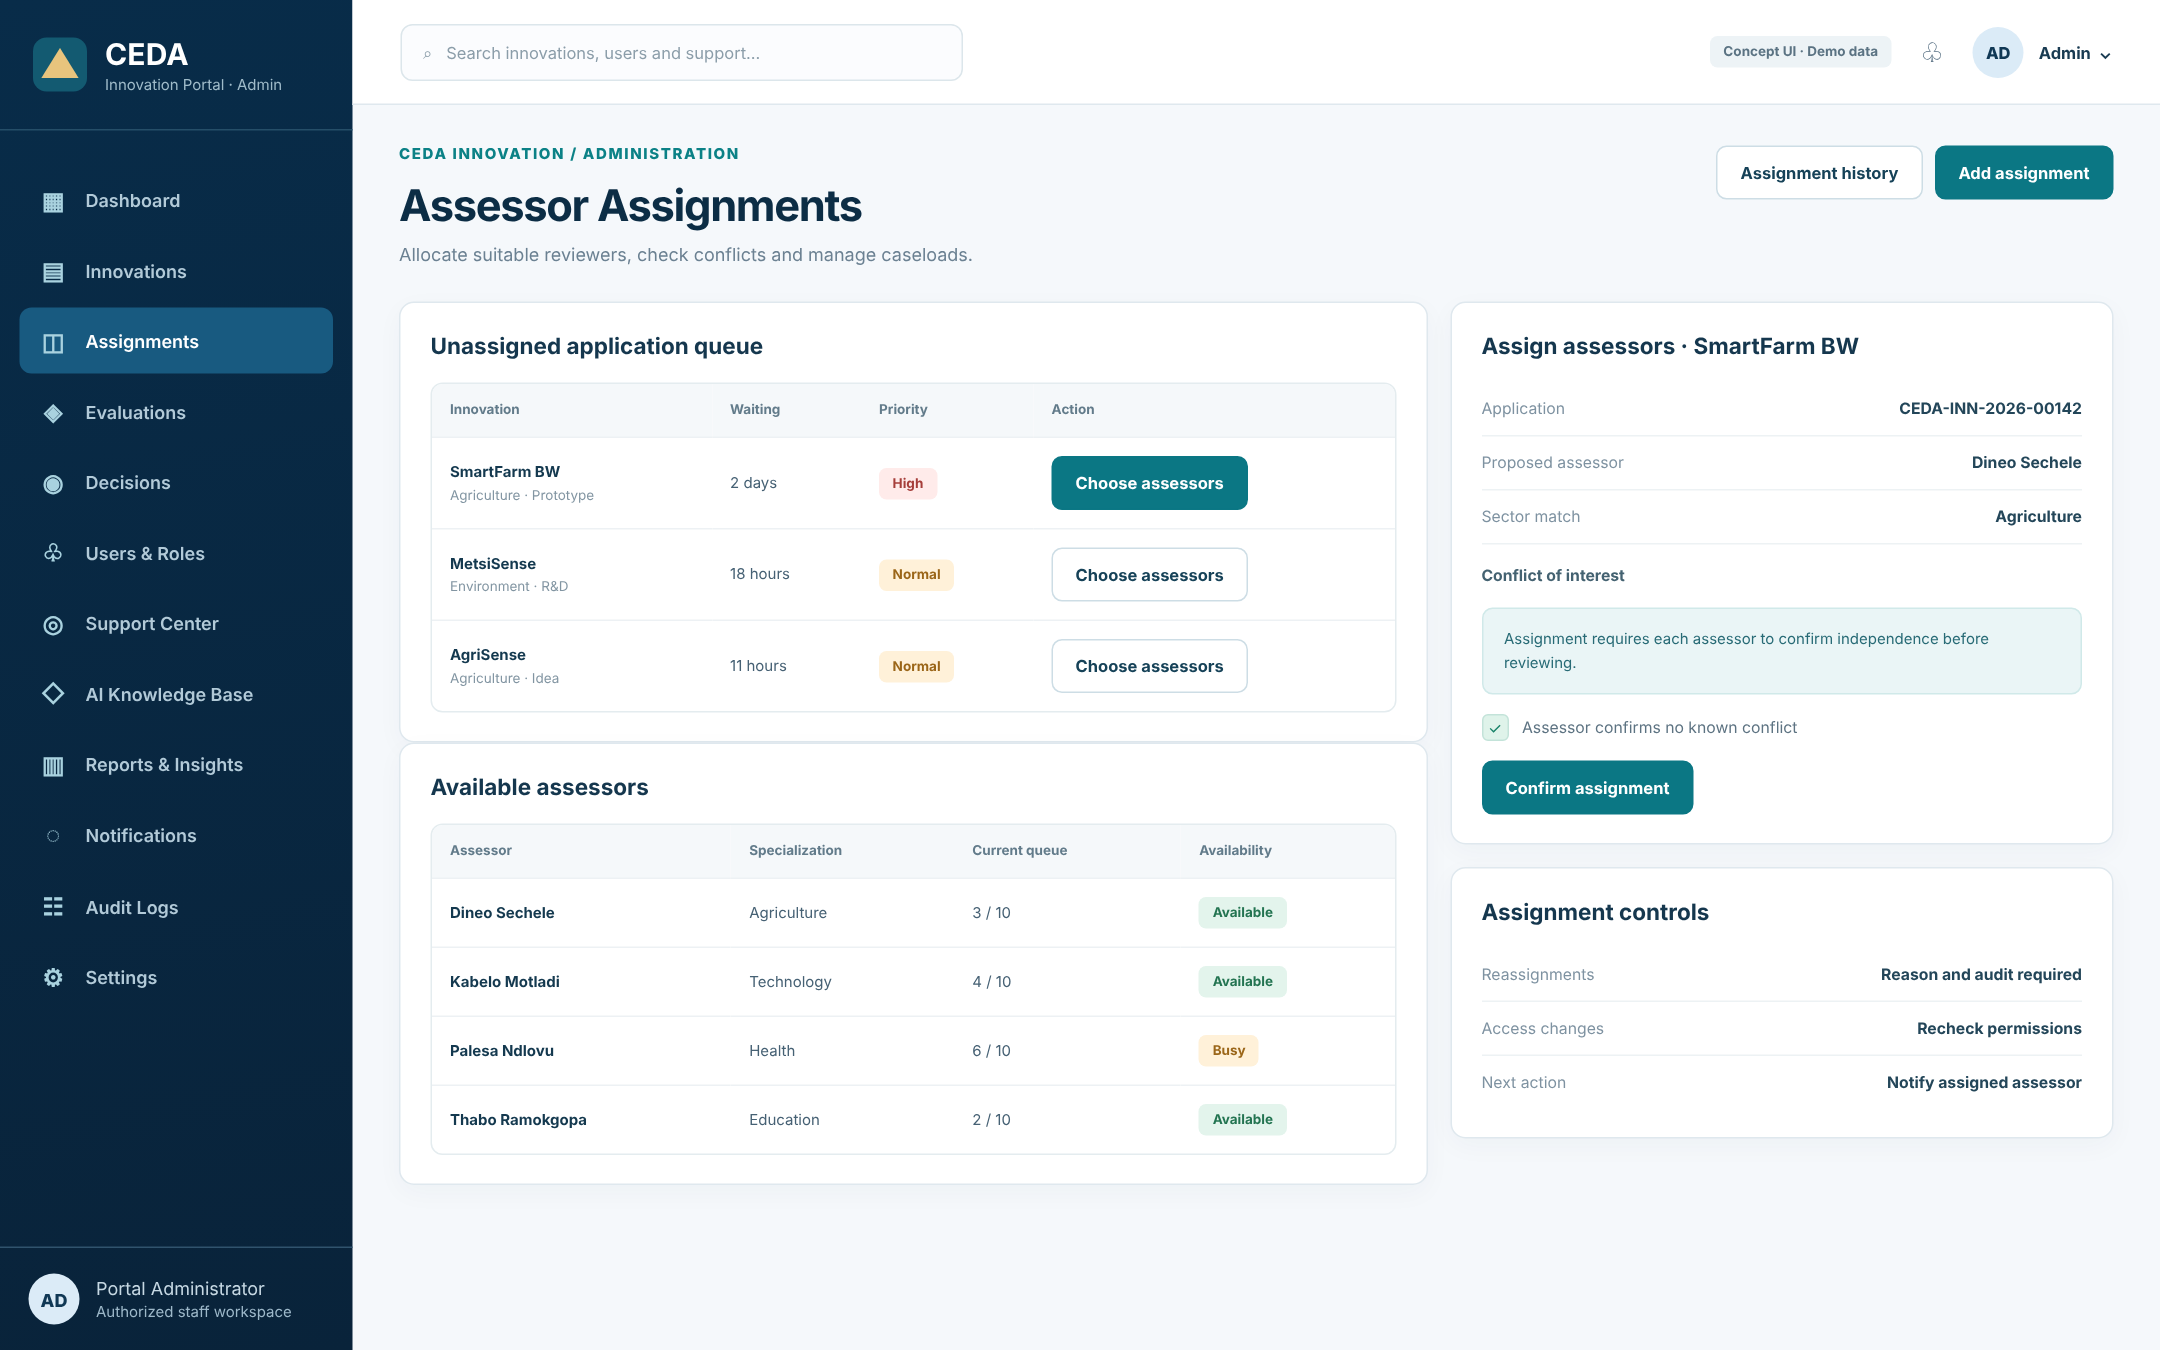 CEDA
Innovation Portal · Admin
Dashboard
Innovations
Assignments
Evaluations
Decisions
Users & Roles
Support Center
AI Knowledge Base
Reports & Insights
Notifications
Audit Logs
Settings
AD
Portal Administrator
Authorized staff workspace
Search innovations, users and support...
Concept UI · Demo data
AD Admin
CEDA INNOVATION / ADMINISTRATION
Assessor Assignments
Allocate suitable reviewers, check conflicts and manage caseloads.
Assignment history
Add assignment
Unassigned application queue
Innovation Waiting Priority Action
SmartFarm BW
Agriculture · Prototype
2 days High Choose assessors
MetsiSense
Environment · R&D
18 hours Normal Choose assessors
AgriSense
Agriculture · Idea
11 hours Normal Choose assessors
Available assessors
Assessor Specialization Current queue Availability
Dineo Sechele Agriculture 3 / 10 Available
Kabelo Motladi Technology 4 / 10 Available
Palesa Ndlovu Health 6 / 10 Busy
Thabo Ramokgopa Education 2 / 10 Available
Assign assessors · SmartFarm BW
Application CEDA-INN-2026-00142
Proposed assessor Dineo Sechele
Sector match Agriculture
Conflict of interest
Assignment requires each assessor to confirm independence before
reviewing.
Assessor confirms no known conflict
Confirm assignment
Assignment controls
Reassignments Reason and audit required
Access changes Recheck permissions
Next action Notify assigned assessor